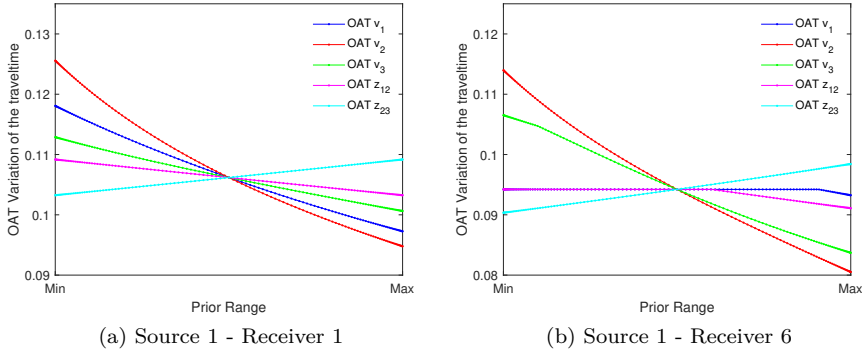 OAT Variation of the traveltime
0.13
0.12
0.11
0.1
0.09
OAT v1
OAT v2
OAT v3
OAT z12
OAT z23
Min
Max
Prior Range
(a) Source 1 - Receiver 1
OAT Variation of the traveltime
0.12
0.11
0.1
0.09
0.08
OAT v1
OAT v2
OAT v3
OAT z12
OAT z23
Min
Max
Prior Range
(b) Source 1 - Receiver 6